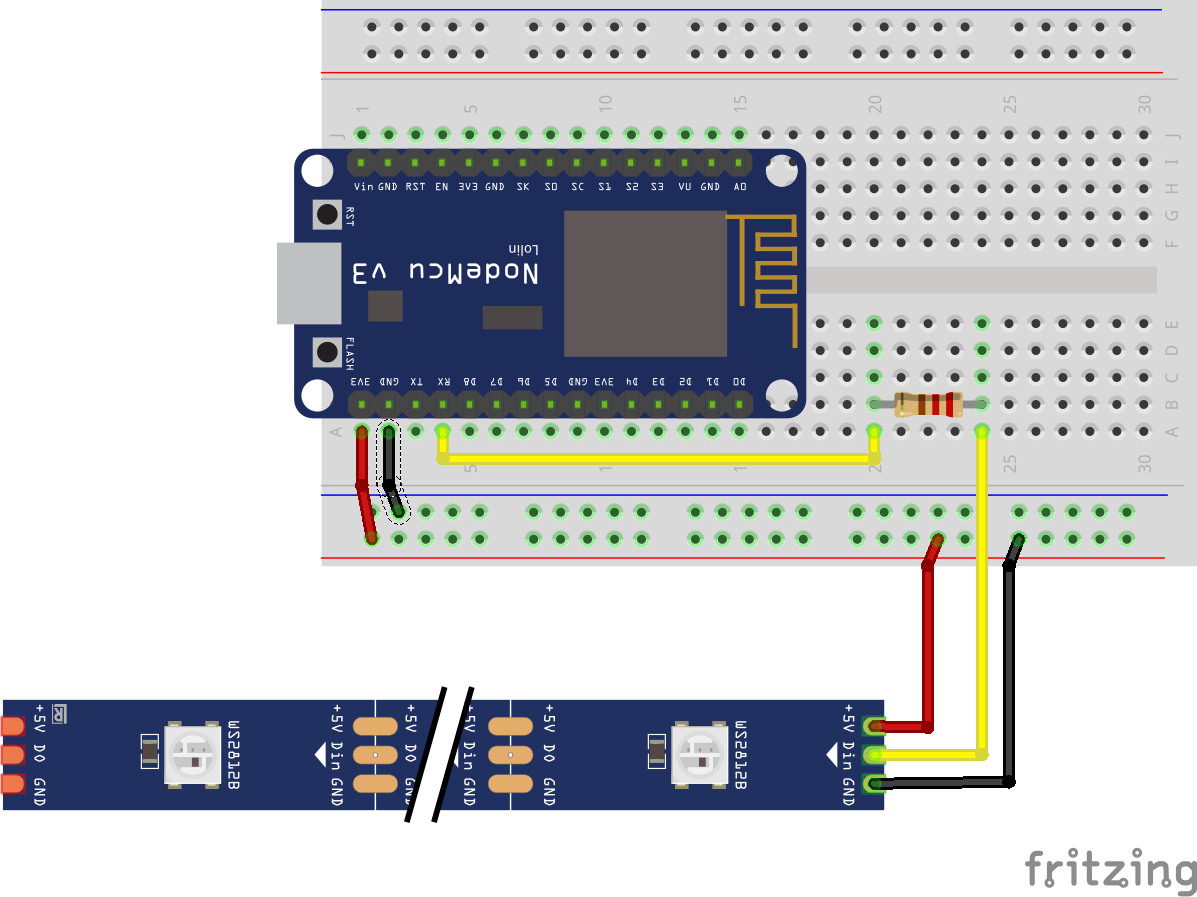 1 5 10 15 20 25 30
J J
I
H
G
F
Vin GND RST EN 3V3 GND SK SO SC S1 S2 S3 VU GND AO
RST
Lolin
NodeMcu v3
FLASH
3V3 GND TX RX D8 D7 D6 D5 GND 3V3 D4 D3 D2 D1 D0
E
D
C
B
A A
5 1 2 25 30
+5V DO GND
R
WS2812B
+5V Din GND
+5V DO GND
+5V Din GND
+5V DO GND
WS2812B
+5V Din GND
fritzing